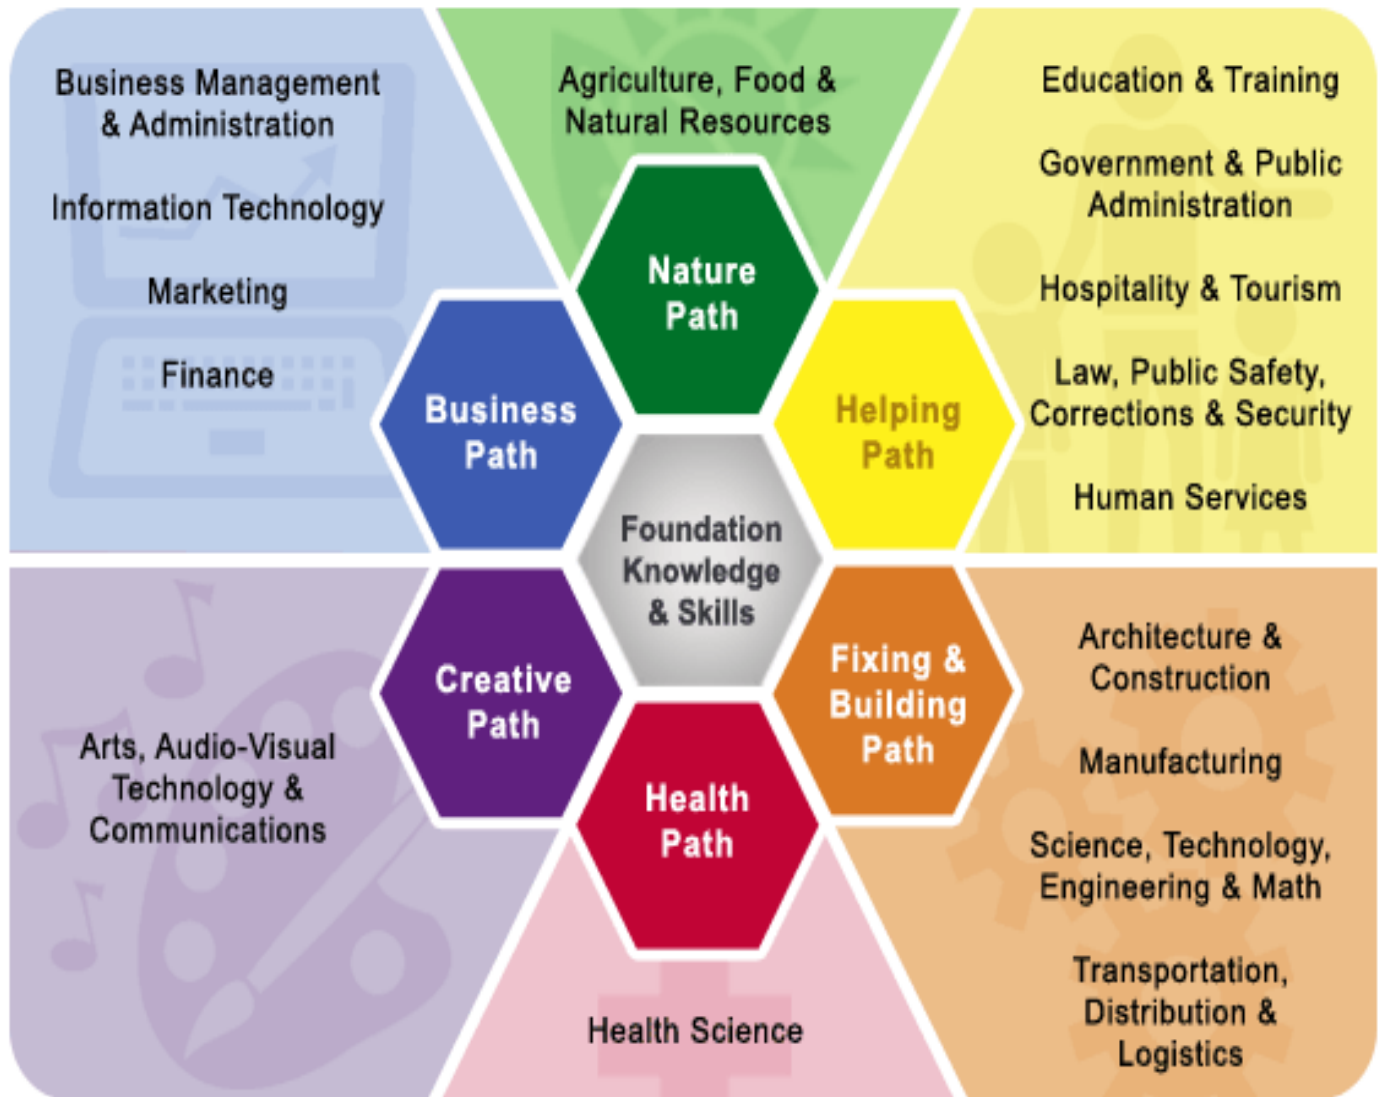 Business Management
& Administration
Information Technology
Marketing
Finance
Agriculture, Food &
Natural Resources
Education & Training
Government & Public
Administration
Hospitality & Tourism
Law, Public Safety,
Corrections & Security
Human Services
Nature
Path
Business
Path
Helping
Path
Foundation
Knowledge
& Skills
Creative
Path
Fixing &
Building
Path
Health
Path
Arts, Audio-Visual
Technology &
Communications
Health Science
Architecture &
Construction
Manufacturing
Science, Technology,
Engineering & Math
Transportation,
Distribution &
Logistics